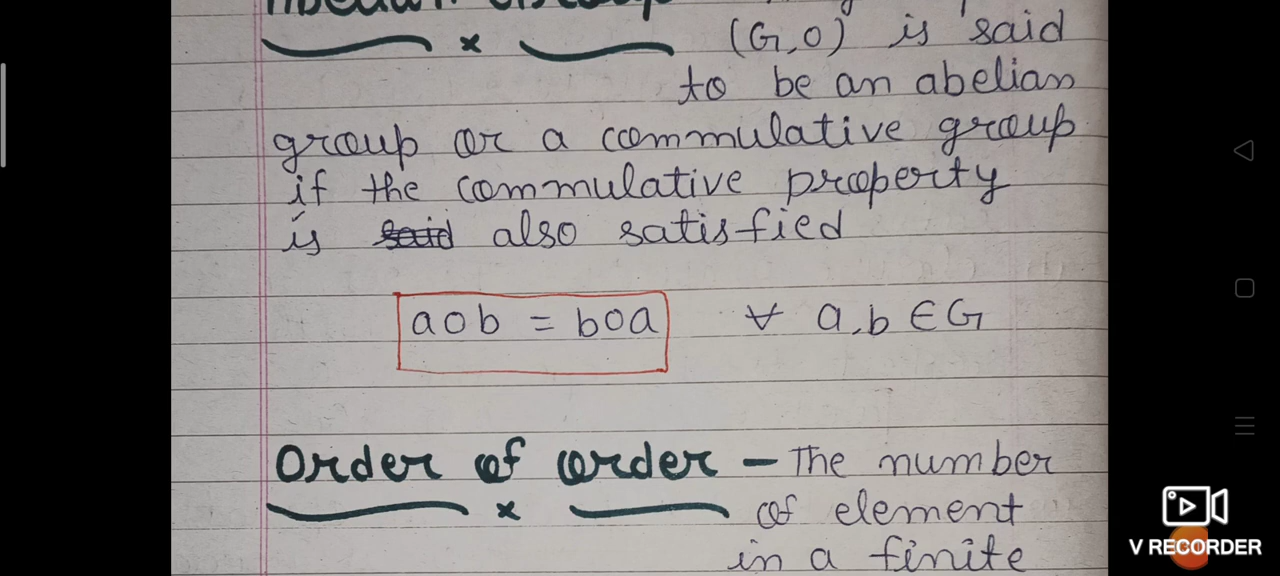 (G,o) is said
to be an abelian
group or a commulative group
if the commulative property
is said also satisfied
aob = boa ∀ a,b ∈ G
Order of order - The number
of element
in a finite
V RECORDER